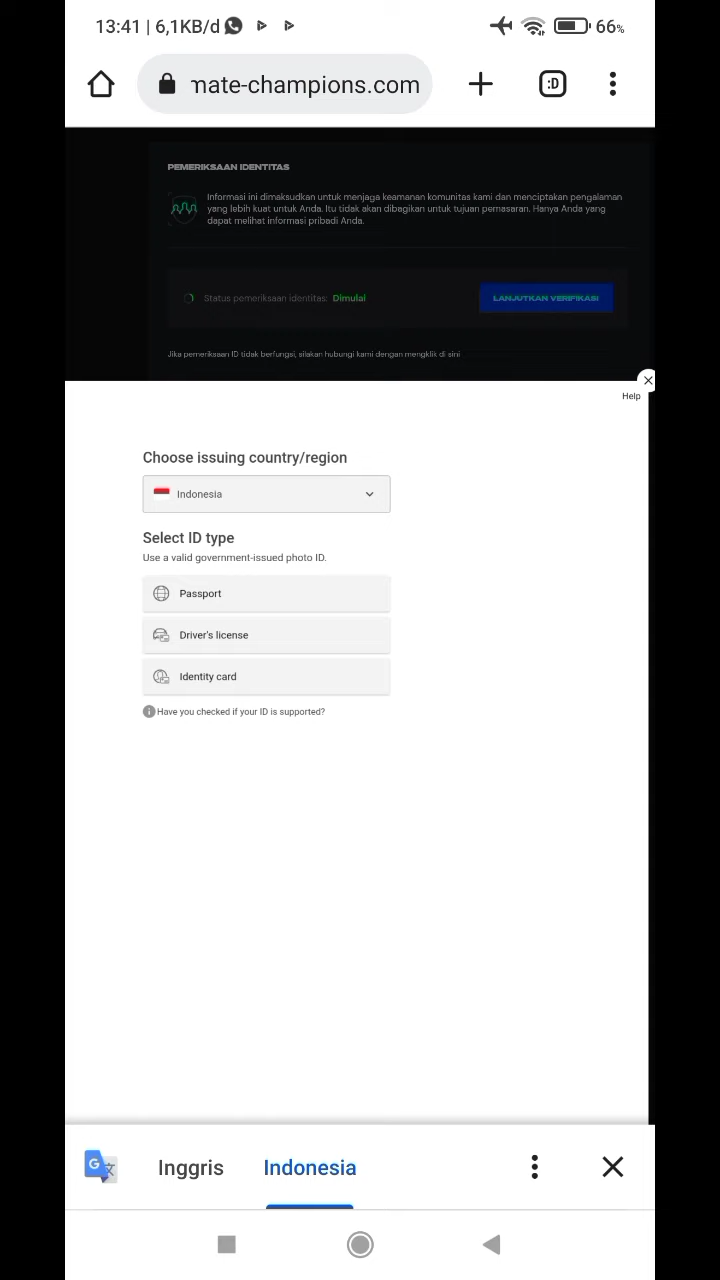 13:41 | 6,1KB/d
66%
:D
mate-champions.com
PEMERIKSAAN IDENTITAS
Informasi ini dimaksudkan untuk menjaga keamanan komunitas kami dan menciptakan pengalaman
yang lebih kuat untuk Anda. Itu tidak akan dibagikan untuk tujuan pemasaran. Hanya Anda yang
dapat melihat informasi pribadi Anda.
Status pemeriksaan identitas: Dimulai
LANJUTKAN VERIFIKASI
Jika pemeriksaan ID tidak berfungsi, silakan hubungi kami dengan mengklik di sini
Help
Choose issuing country/region
Indonesia
Select ID type
Use a valid government-issued photo ID.
Passport
Driver's license
Identity card
Have you checked if your ID is supported?
G
Inggris
Indonesia